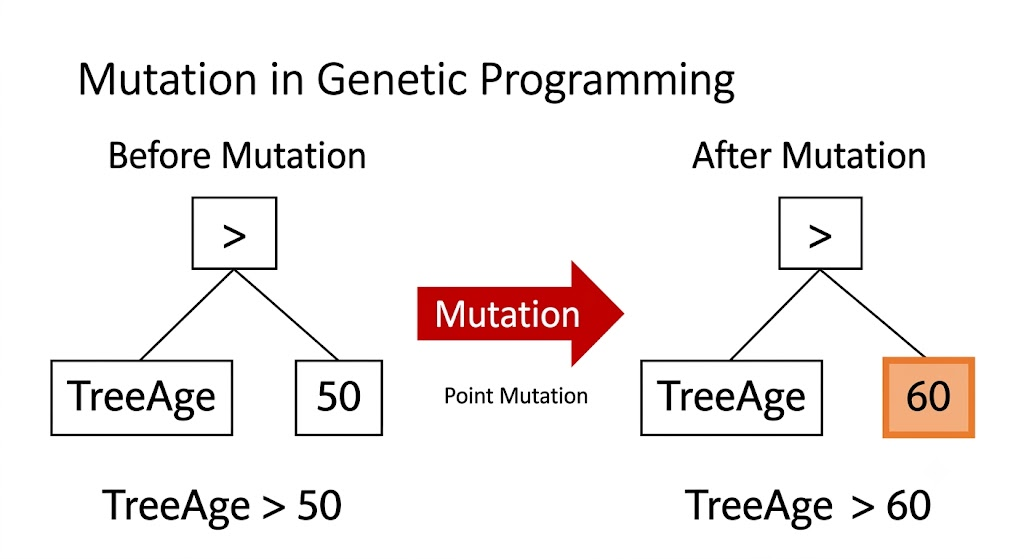 Mutation in Genetic Programming
Before Mutation
>
TreeAge
50
TreeAge > 50
Mutation
Point Mutation
After Mutation
>
TreeAge
60
TreeAge > 60